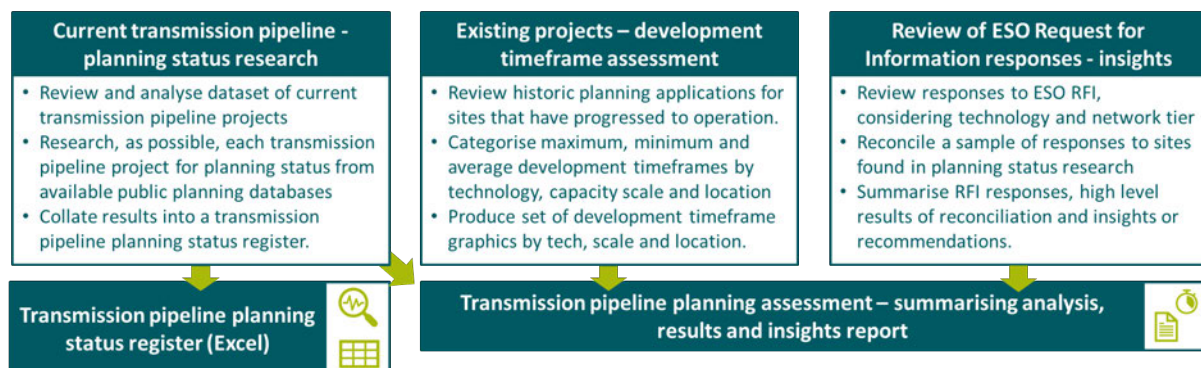 Current transmission pipeline -
planning status research
• Review and analyse dataset of current
transmission pipeline projects
• Research, as possible, each transmission
pipeline project for planning status from
available public planning databases
• Collate results into a transmission
pipeline planning status register.
Existing projects – development
timeframe assessment
• Review historic planning applications for
sites that have progressed to operation.
• Categorise maximum, minimum and
average development timeframes by
technology, capacity scale and location
• Produce set of development timeframe
graphics by tech, scale and location.
Review of ESO Request for
Information responses - insights
• Review responses to ESO RFI,
considering technology and network tier
• Reconcile a sample of responses to sites
found in planning status research
• Summarise RFI responses, high level
results of reconciliation and insights or
recommendations.
Transmission pipeline planning
status register (Excel)
Transmission pipeline planning assessment – summarising analysis,
results and insights report